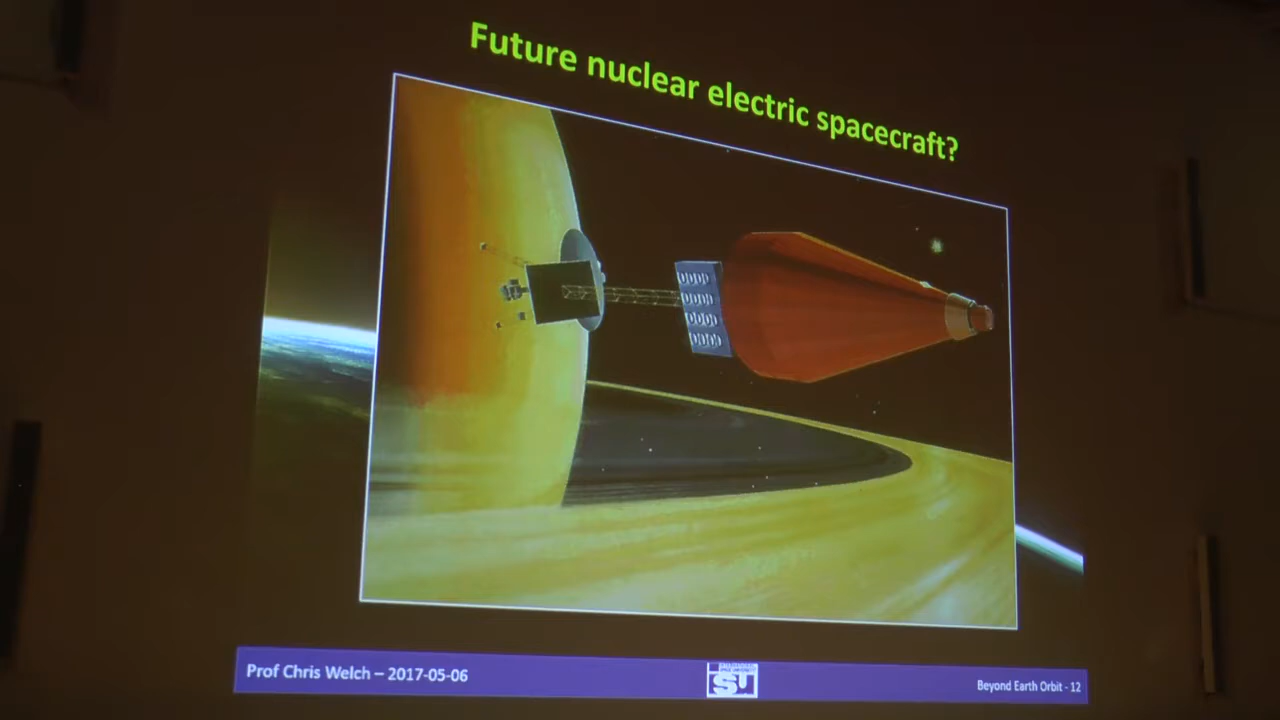 Future nuclear electric spacecraft?
Prof Chris Welch – 2017-05-06
SU
Beyond Earth Orbit - 12